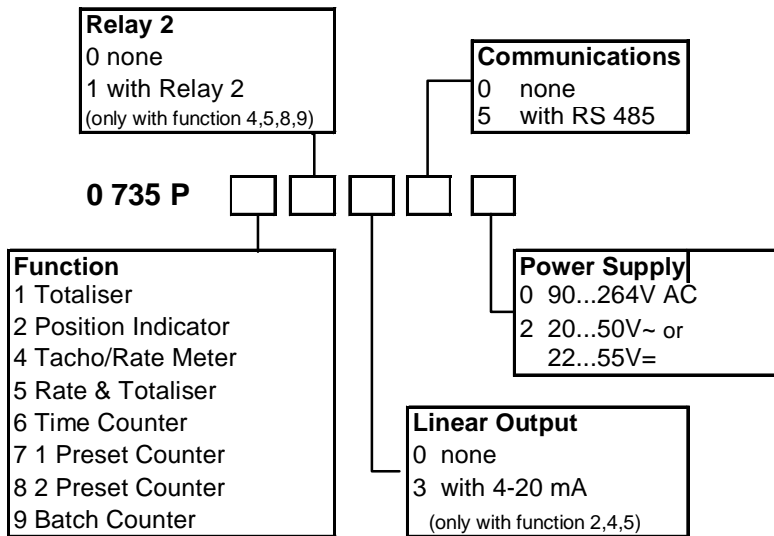 Relay 2
0 none
1 with Relay 2
(only with function 4,5,8,9)
Communications
0 none
5 with RS 485
0 735 P
Function
1 Totaliser
2 Position Indicator
4 Tacho/Rate Meter
5 Rate & Totaliser
6 Time Counter
7 1 Preset Counter
8 2 Preset Counter
9 Batch Counter
Power Supply
0 90...264V AC
2 20...50V~ or
22...55V=
Linear Output
0 none
3 with 4-20 mA
(only with function 2,4,5)